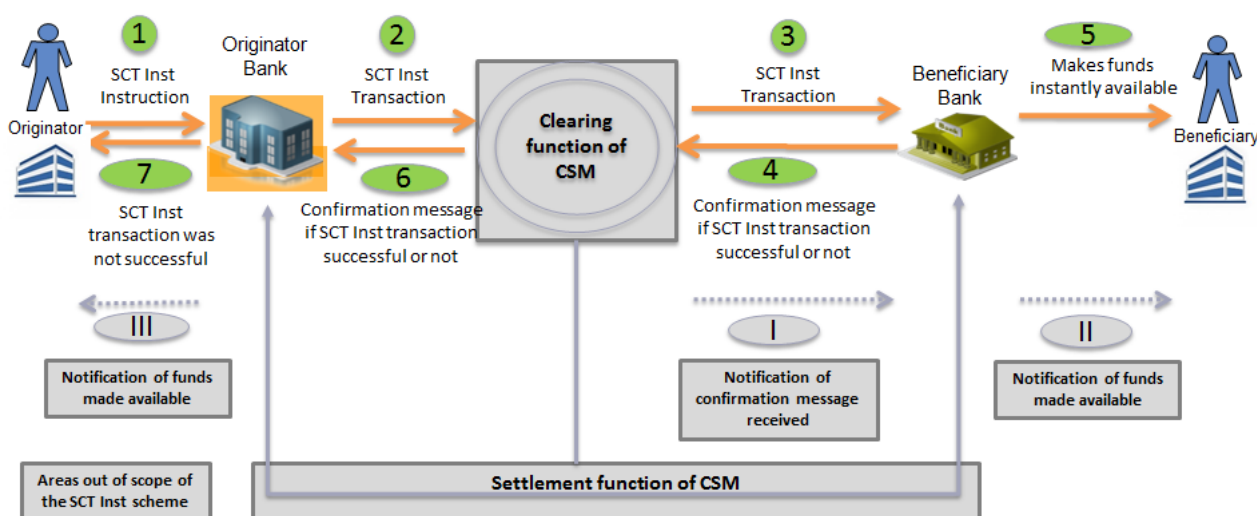 1
SCT Inst
Instruction
Originator
Bank
2
SCT Inst
Transaction
Clearing
function of
CSM
3
SCT Inst
Transaction
Beneficiary
Bank
5
Makes funds
instantly available
Originator
Beneficiary
7
SCT Inst
transaction was
not successful
6
Confirmation message
if SCT Inst transaction
successful or not
4
Confirmation message
if SCT Inst transaction
successful or not
III
Notification of funds
made available
I
Notification of
confirmation message
received
II
Notification of funds
made available
Areas out of scope of
the SCT Inst scheme
Settlement function of CSM